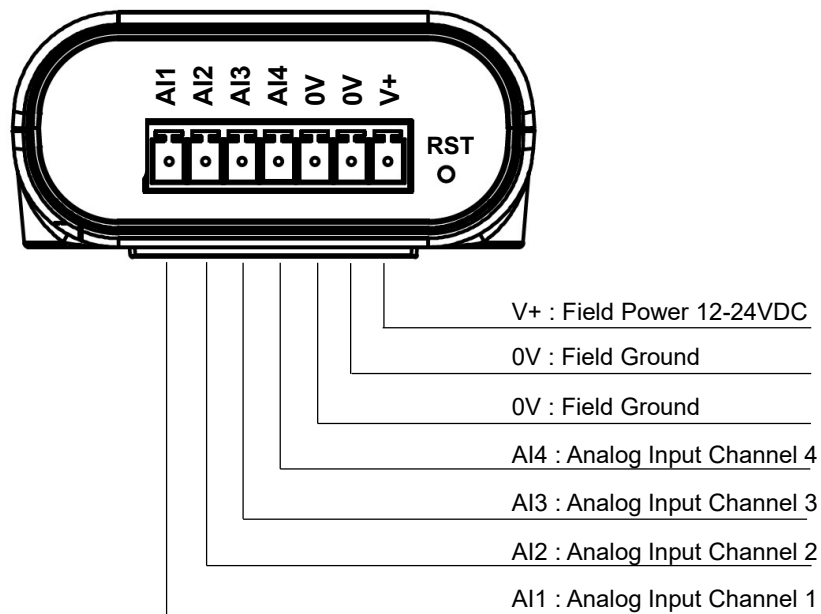 AI1
AI2
AI3
AI4
0V
0V
V+
RST
V+ : Field Power 12-24VDC
0V : Field Ground
0V : Field Ground
AI4 : Analog Input Channel 4
AI3 : Analog Input Channel 3
AI2 : Analog Input Channel 2
AI1 : Analog Input Channel 1